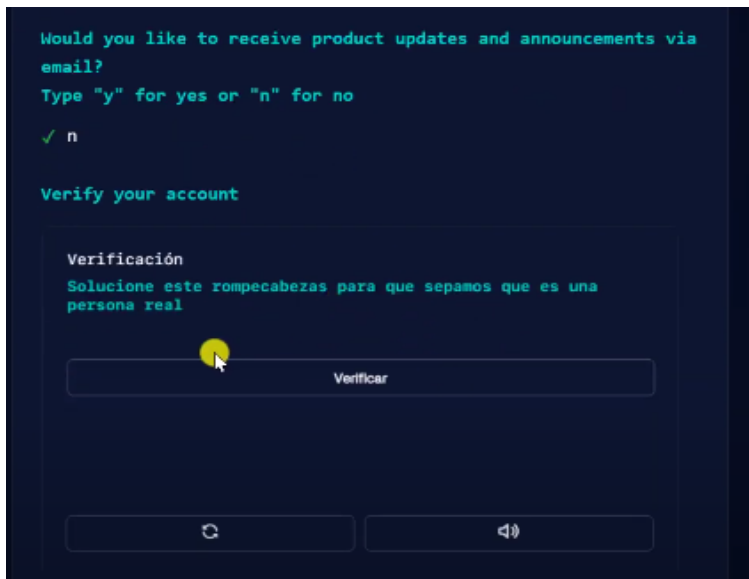 Would you like to receive product updates and announcements via
email?
Type "y" for yes or "n" for no
✓ n
Verify your account
Verificación
Solucione este rompecabezas para que sepamos que es una
persona real
Verificar